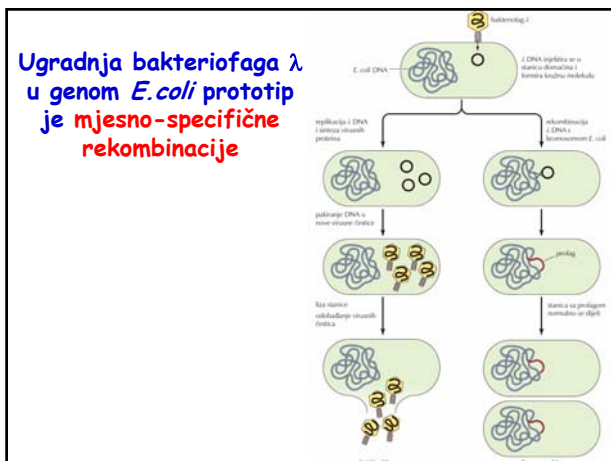 Ugradnja bakteriofaga λ
u genom E.coli prototip
je mjesno-specifične
rekombinacije
bakteriofag λ
E. coli DNA
λ DNA injektira se u
stanicu domaćina i
formira kružnu molekulu
replikacija λ DNA
i sinteza virusnih
proteina
rekombinacija
λ DNA s
kromosomom E. coli
pakiranje DNA u
nove virusne čestice
profag
liza stanice
oslobađanje virusnih
čestica
stanica sa profagom
normalno se dijeli